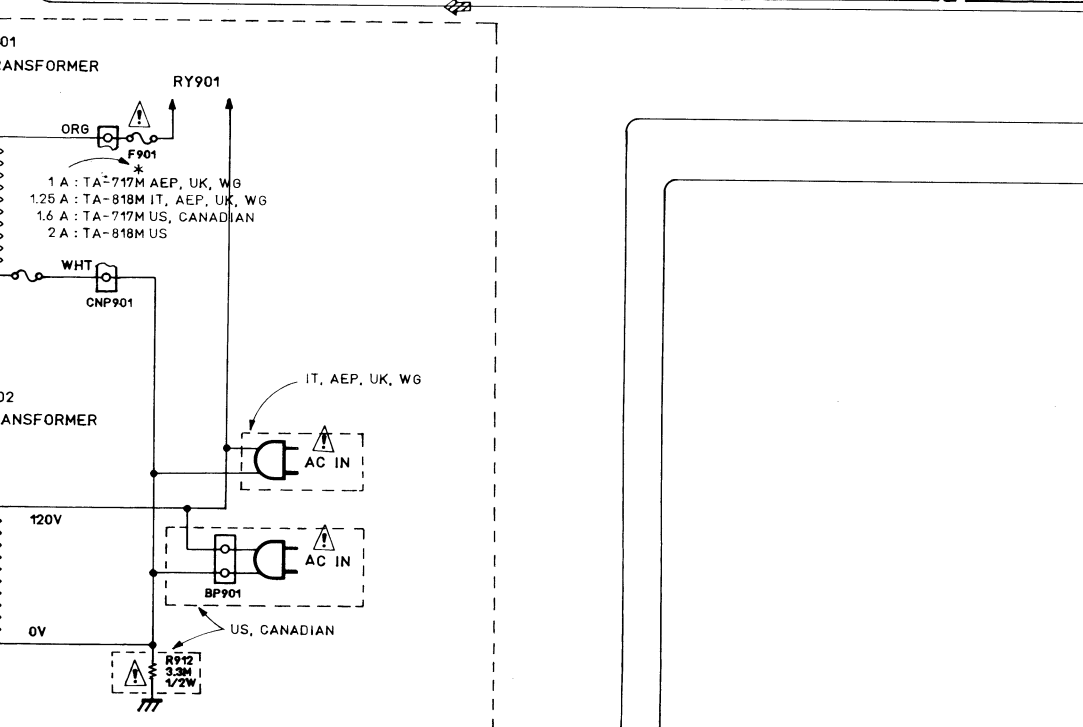 01
RANSFORMER
RY901
ORG
F901
*
1 A : TA-717M AEP, UK, WG
1.25 A : TA-818M IT, AEP, UK, WG
1.6 A : TA-717M US, CANADIAN
2 A : TA-818M US
WHT
CNP901
IT, AEP, UK, WG
02
ANSFORMER
AC IN
120V
AC IN
BP901
0V
US, CANADIAN
R912
3.3M
1/2W